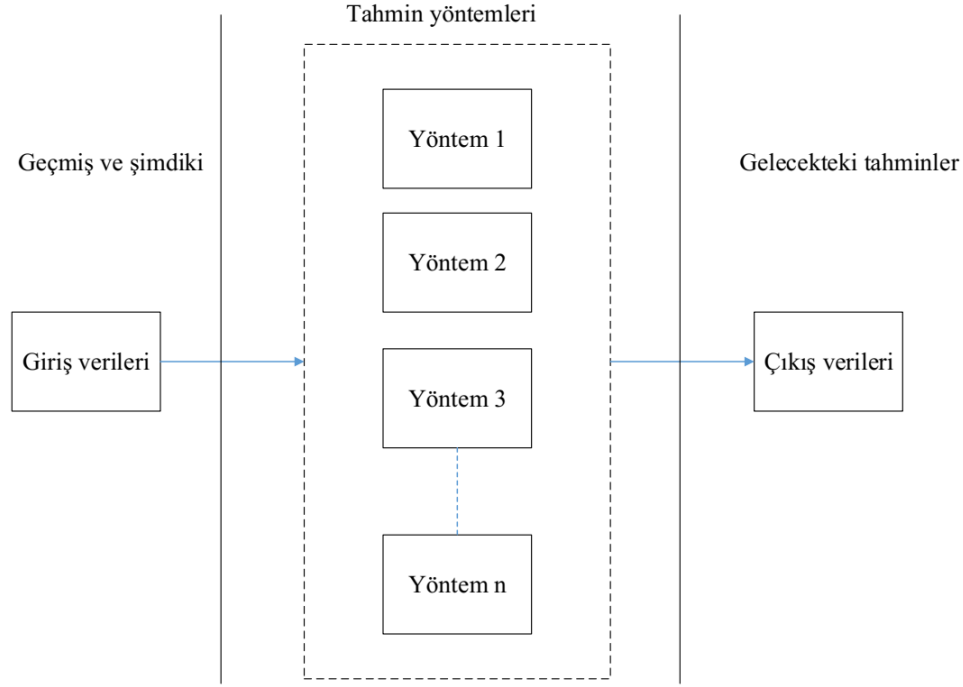 Tahmin yöntemleri
Geçmiş ve şimdiki
Gelecekteki tahminler
Yöntem 1
Yöntem 2
Giriş verileri
Yöntem 3
Çıkış verileri
Yöntem n